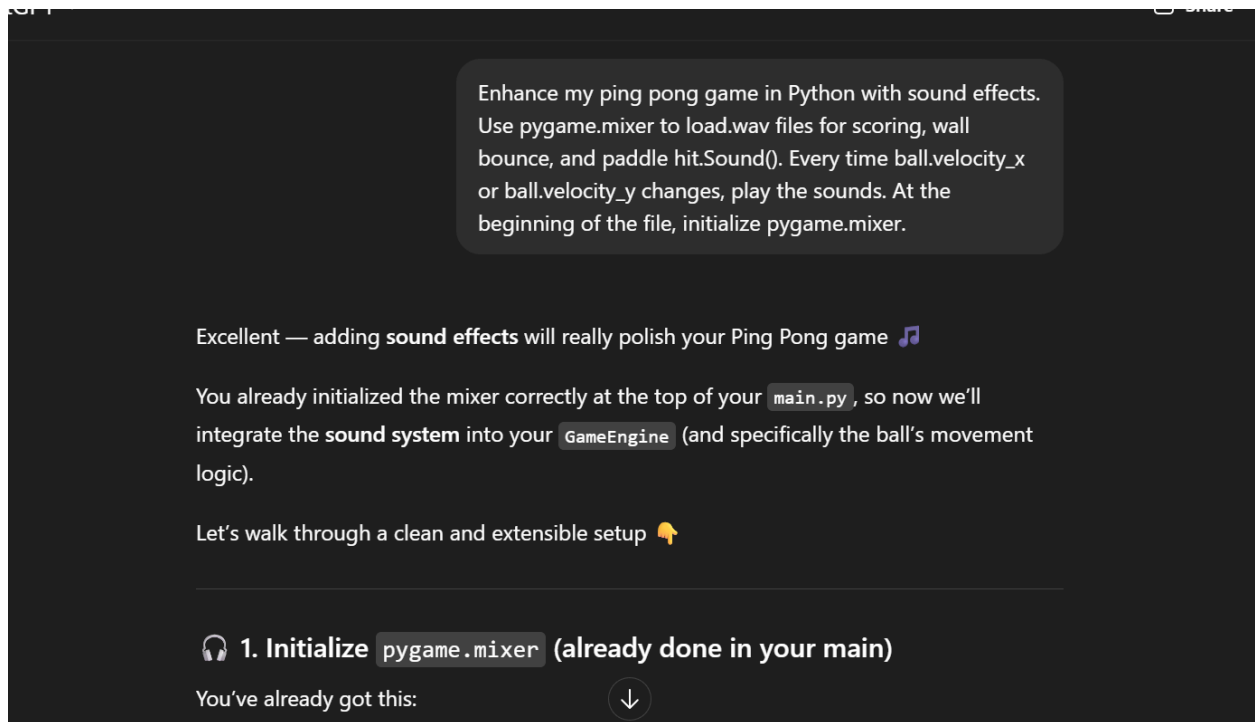 Share
Enhance my ping pong game in Python with sound effects.
Use pygame.mixer to load.wav files for scoring, wall
bounce, and paddle hit.Sound(). Every time ball.velocity_x
or ball.velocity_y changes, play the sounds. At the
beginning of the file, initialize pygame.mixer.
Excellent — adding sound effects will really polish your Ping Pong game 🎵
You already initialized the mixer correctly at the top of your main.py, so now we’ll
integrate the sound system into your GameEngine (and specifically the ball’s movement
logic).
Let’s walk through a clean and extensible setup 👇
🎧 1. Initialize pygame.mixer (already done in your main)
You’ve already got this: